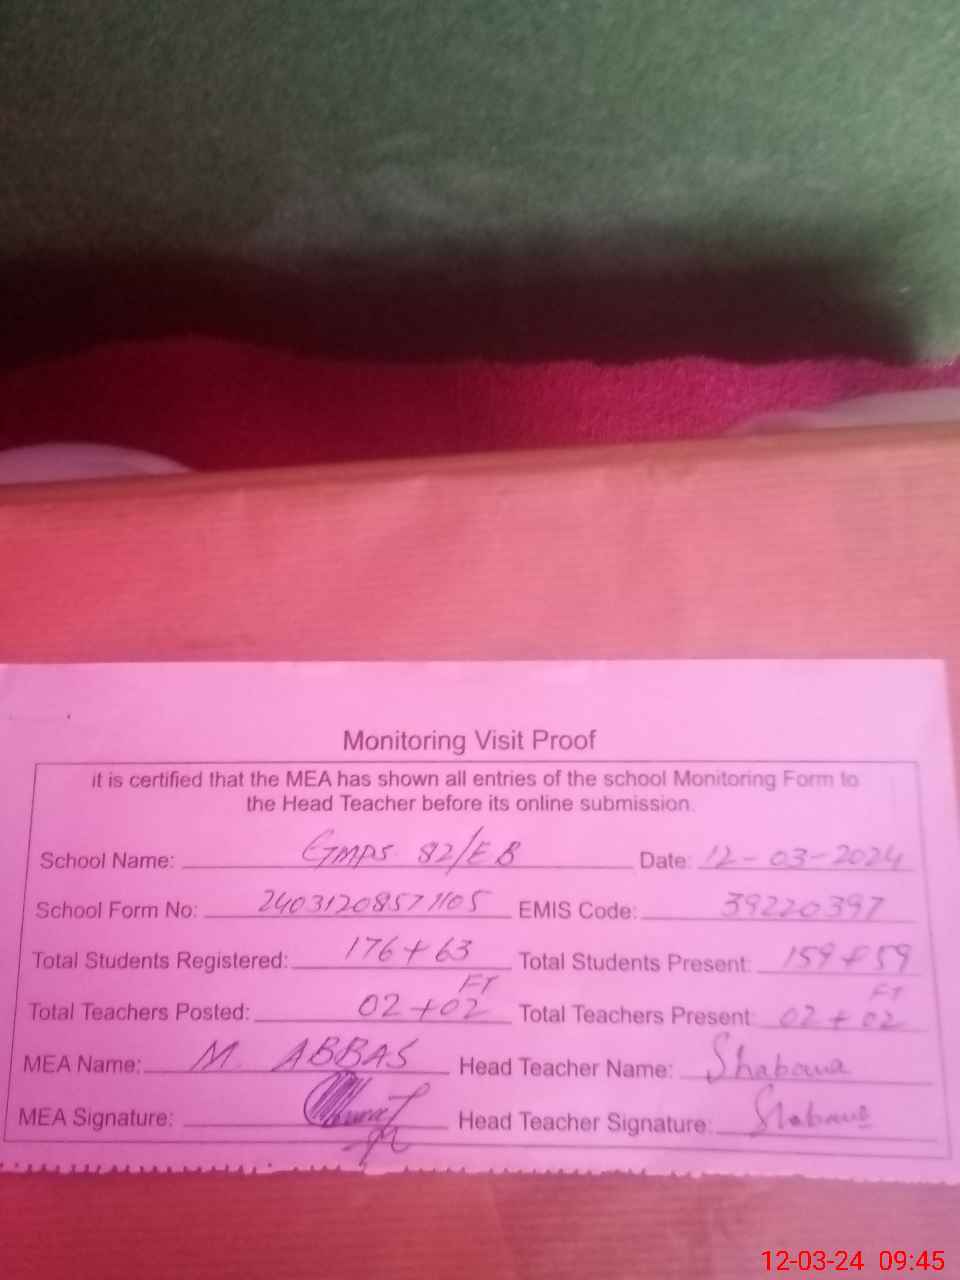 Monitoring Visit Proof
it is certified that the MEA has shown all entries of the school Monitoring Form to
the Head Teacher before its online submission.
School Name: GMPS. 82/EB Date: 12-03-2024
School Form No: 24031208571105 EMIS Code: 39220397
Total Students Registered: 176+63 Total Students Present: 159+59
Total Teachers Posted: 02+02 FT Total Teachers Present: 02+02 FT
MEA Name: M. ABBAS Head Teacher Name: Shabana
MEA Signature: Head Teacher Signature: Shabana
12-03-24 09:45